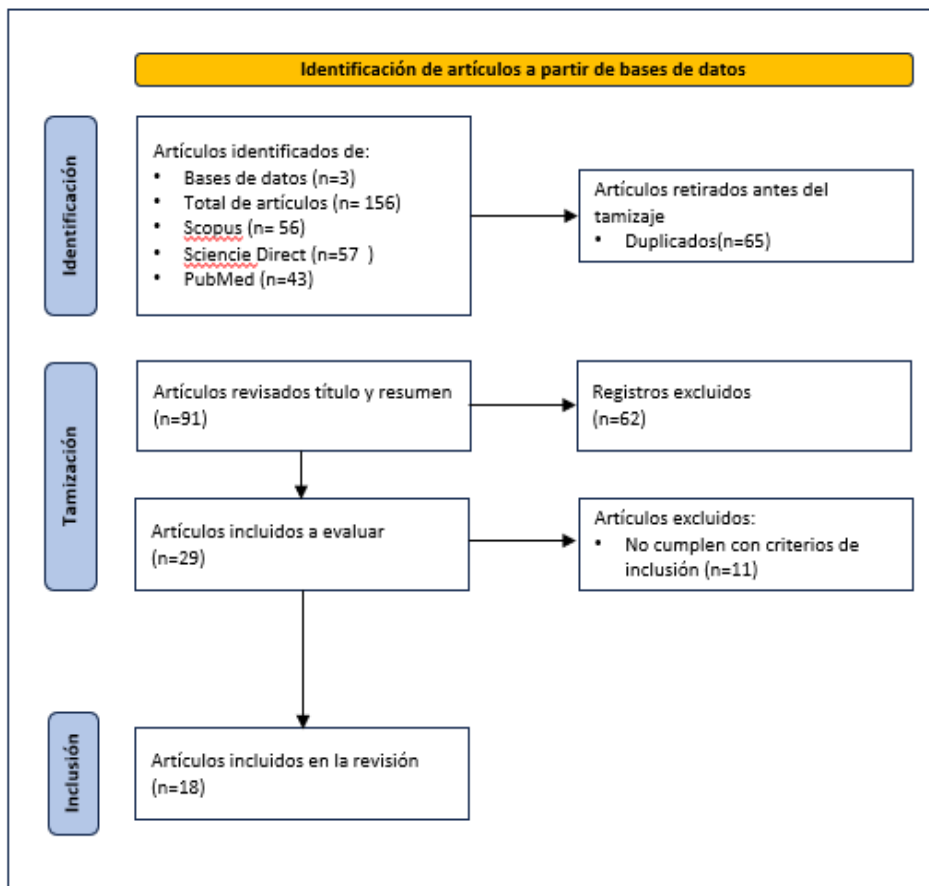 Identificación de artículos a partir de bases de datos
Identificación
Artículos identificados de:
• Bases de datos (n=3)
• Total de artículos (n= 156)
• Scopus (n= 56)
• Sciencie Direct (n=57 )
• PubMed (n=43)
Artículos retirados antes del
tamizaje
• Duplicados(n=65)
Tamización
Artículos revisados título y resumen
(n=91)
Registros excluidos
(n=62)
Artículos incluidos a evaluar
(n=29)
Artículos excluidos:
• No cumplen con criterios de
inclusión (n=11)
Inclusión
Artículos incluidos en la revisión
(n=18)